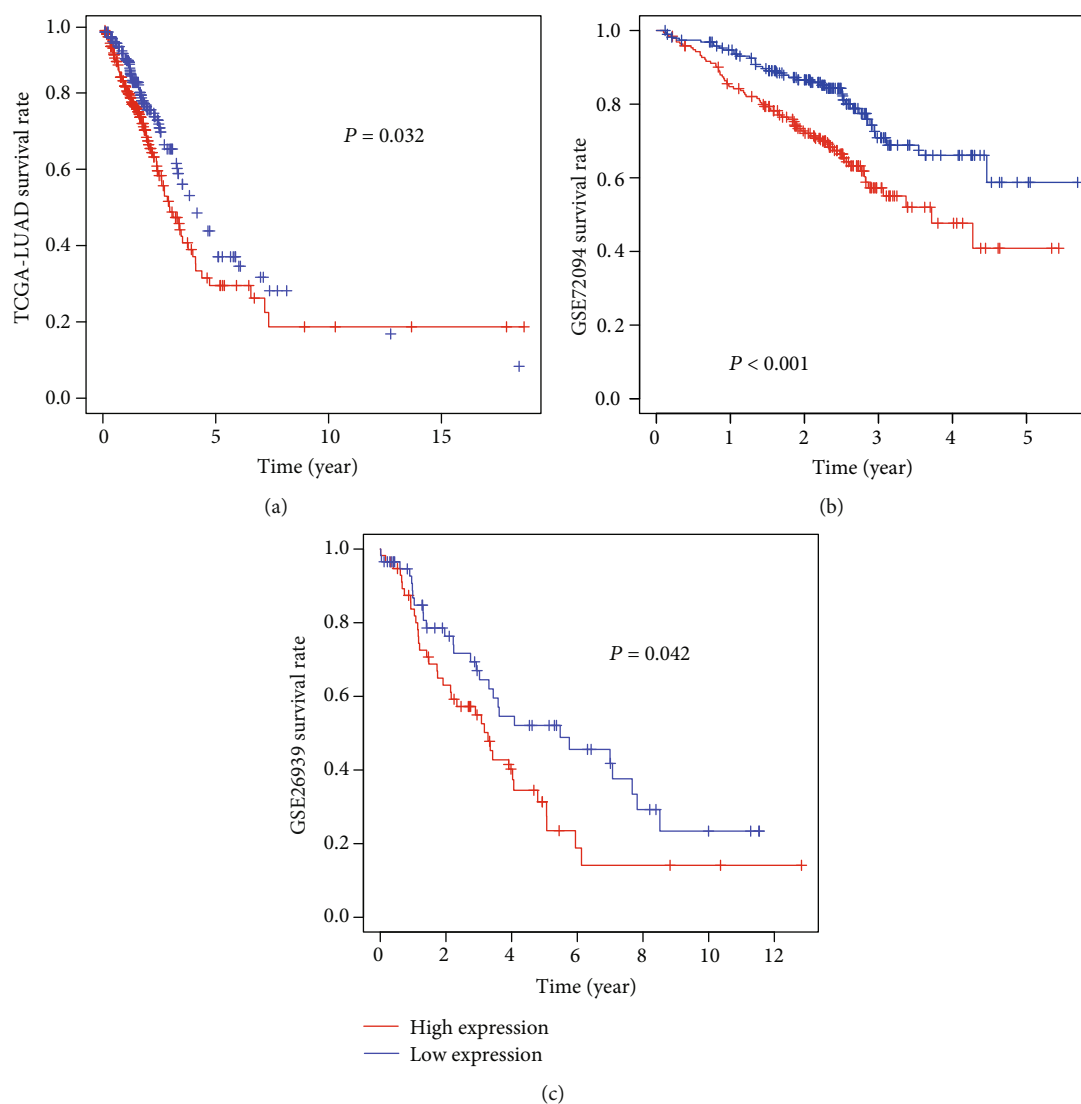 1.0
0.8
0.6
0.4
0.2
0.0
TCGA-LUAD survival rate
P = 0.032
0 5 10 15
Time (year)
(a)
1.0
0.8
0.6
0.4
0.2
0.0
GSE72094 survival rate
P < 0.001
0 1 2 3 4 5
Time (year)
(b)
1.0
0.8
0.6
0.4
0.2
0.0
GSE26939 survival rate
P = 0.042
0 2 4 6 8 10 12
Time (year)
High expression
Low expression
(c)